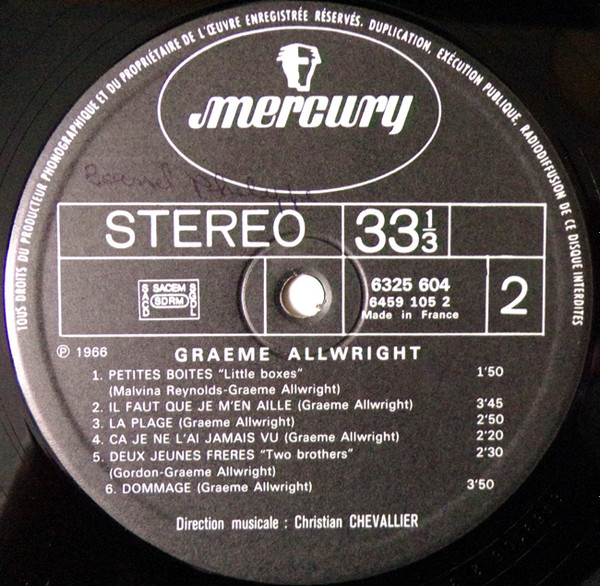 TOUS DROITS DU PRODUCTEUR PHONOGRAPHIQUE ET DU PROPRIÉTAIRE DE L'ŒUVRE ENREGISTRÉE RÉSERVÉS. DUPLICATION, EXÉCUTION PUBLIQUE, RADIODIFFUSION DE CE DISQUE INTERDITES
mercury
STEREO 33 1/3
SACEM
SACD SDRM SGDL
6325 604
6459 105 2
Made in France
2
Ⓟ 1966 GRAEME ALLWRIGHT
1. PETITES BOITES "Little boxes" 1'50
(Malvina Reynolds-Graeme Allwright)
2. IL FAUT QUE JE M'EN AILLE (Graeme Allwright) 3'45
3. LA PLAGE (Graeme Allwright) 2'50
4. CA JE NE L'AI JAMAIS VU (Graeme Allwright) 2'20
5. DEUX JEUNES FRERES "Two brothers" 2'30
(Gordon-Graeme Allwright)
6. DOMMAGE (Graeme Allwright) 3'50
Direction musicale : Christian CHEVALLIER